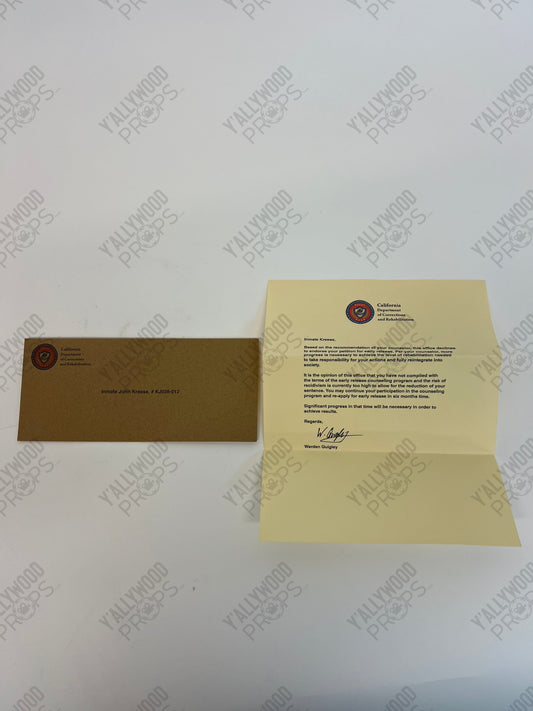 California
Department
of Corrections
and Rehabilitation
Inmate John Kreese, #
California
Department
of Corrections
and Rehabilitation
Inmate Kreese,
Based on the recommendation of your counselor, this office declines
to endorse your petition for early release. Per your counselor, more
progress is necessary to achieve the level of rehabilitation needed
to take responsibility for your actions and fully reintegrate into
society.
It is the opinion of this office that you have not complied with
the terms of the early release counseling program and the risk of
recidivism is currently too high to allow for the reduction of your
sentence. You may continue your participation in the counseling
program and re-apply for early release in six months time.
Significant progress in that time will be necessary in order to
achieve results.
Regards,
W. Quigley
Warden Quigley
Y'ALLYWOOD
PROPS